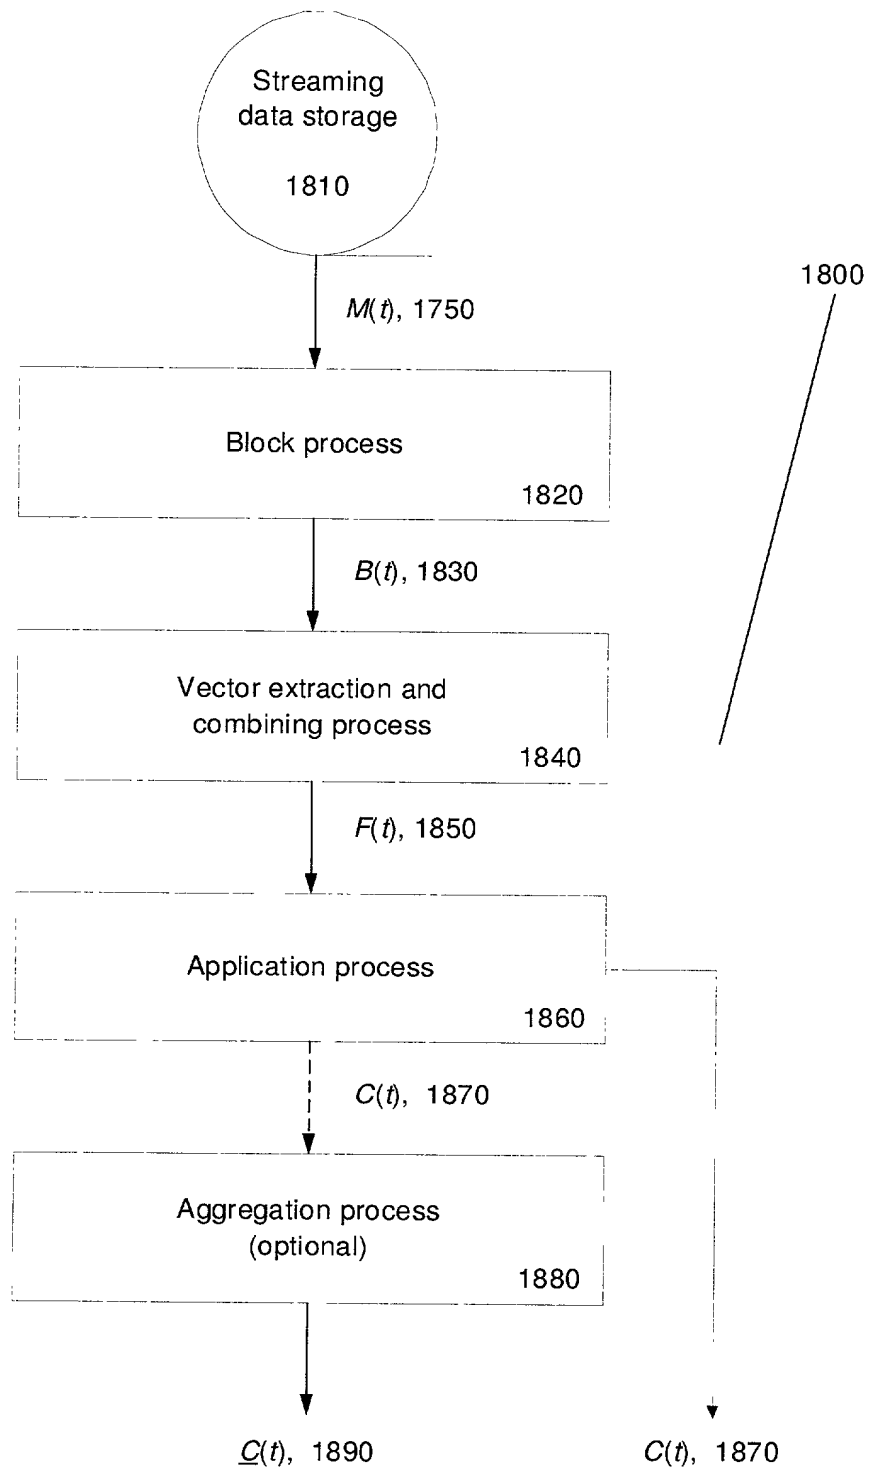 Streaming
data storage
1810
1800
M(t), 1750
Block process
1820
B(t), 1830
Vector extraction and
combining process
1840
F(t), 1850
Application process
1860
C(t), 1870
Aggregation process
(optional)
1880
C(t), 1890
C(t), 1870